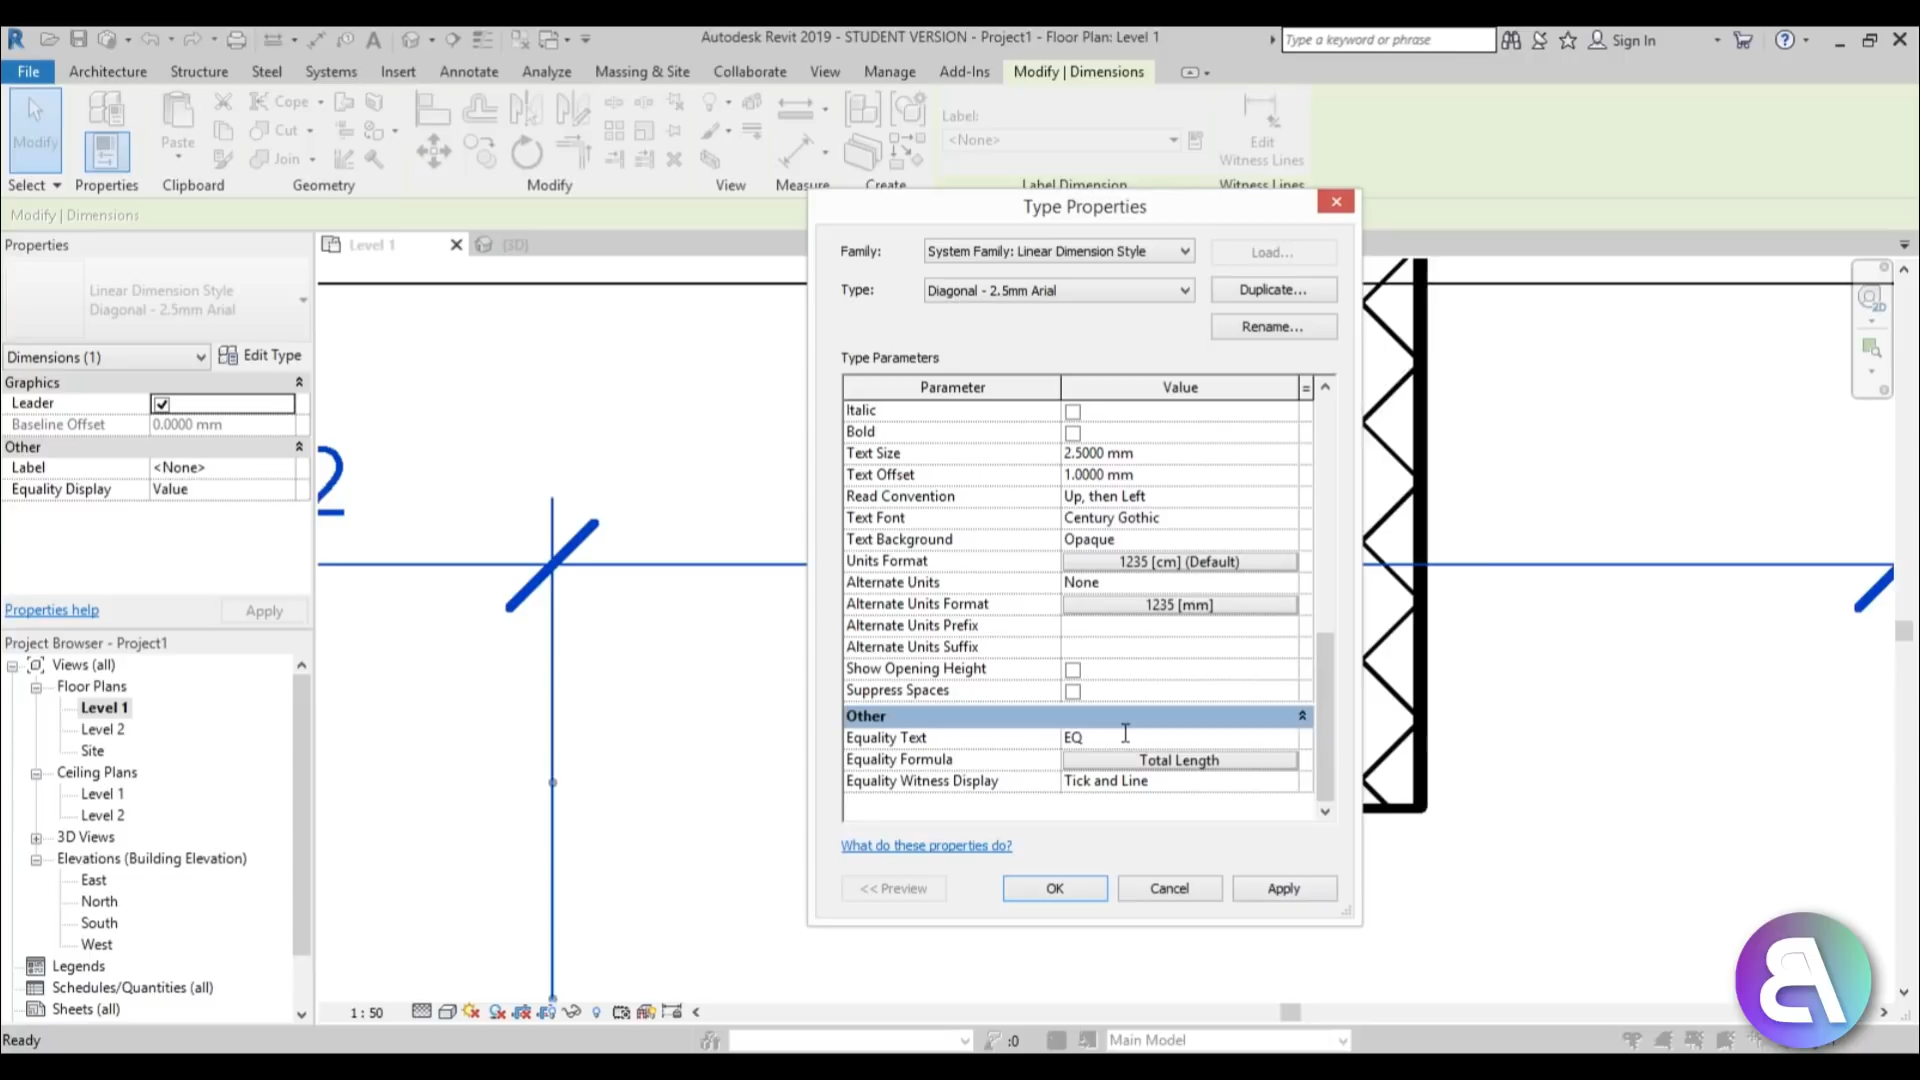 Autodesk Revit 2019 - STUDENT VERSION - Project1 - Floor Plan: Level 1
Type a keyword or phrase
Sign In
File Architecture Structure Steel Systems Insert Annotate Analyze Massing & Site Collaborate View Manage Add-Ins Modify | Dimensions
Modify
Paste
Cope
Cut
Join
Label:
<None>
Edit
Witness Lines
Select Properties Clipboard Geometry Modify View Measure Create Label Dimension Witness Lines
Modify | Dimensions
Properties
Linear Dimension Style
Diagonal - 2.5mm Arial
Dimensions (1) Edit Type
Graphics
Leader
Baseline Offset 0.0000 mm
Other
Label <None>
Equality Display Value
Properties help Apply
Project Browser - Project1
Views (all)
Floor Plans
Level 1
Level 2
Site
Ceiling Plans
Level 1
Level 2
3D Views
Elevations (Building Elevation)
East
North
South
West
Legends
Schedules/Quantities (all)
Sheets (all)
Level 1 {3D}
2
2D
Type Properties
Family: System Family: Linear Dimension Style Load...
Type: Diagonal - 2.5mm Arial Duplicate...
Rename...
Type Parameters
Parameter Value =
Italic
Bold
Text Size 2.5000 mm
Text Offset 1.0000 mm
Read Convention Up, then Left
Text Font Century Gothic
Text Background Opaque
Units Format 1235 [cm] (Default)
Alternate Units None
Alternate Units Format 1235 [mm]
Alternate Units Prefix
Alternate Units Suffix
Show Opening Height
Suppress Spaces
Other
Equality Text EQ
Equality Formula Total Length
Equality Witness Display Tick and Line
What do these properties do?
<< Preview OK Cancel Apply
1 : 50
Ready
:0 Main Model